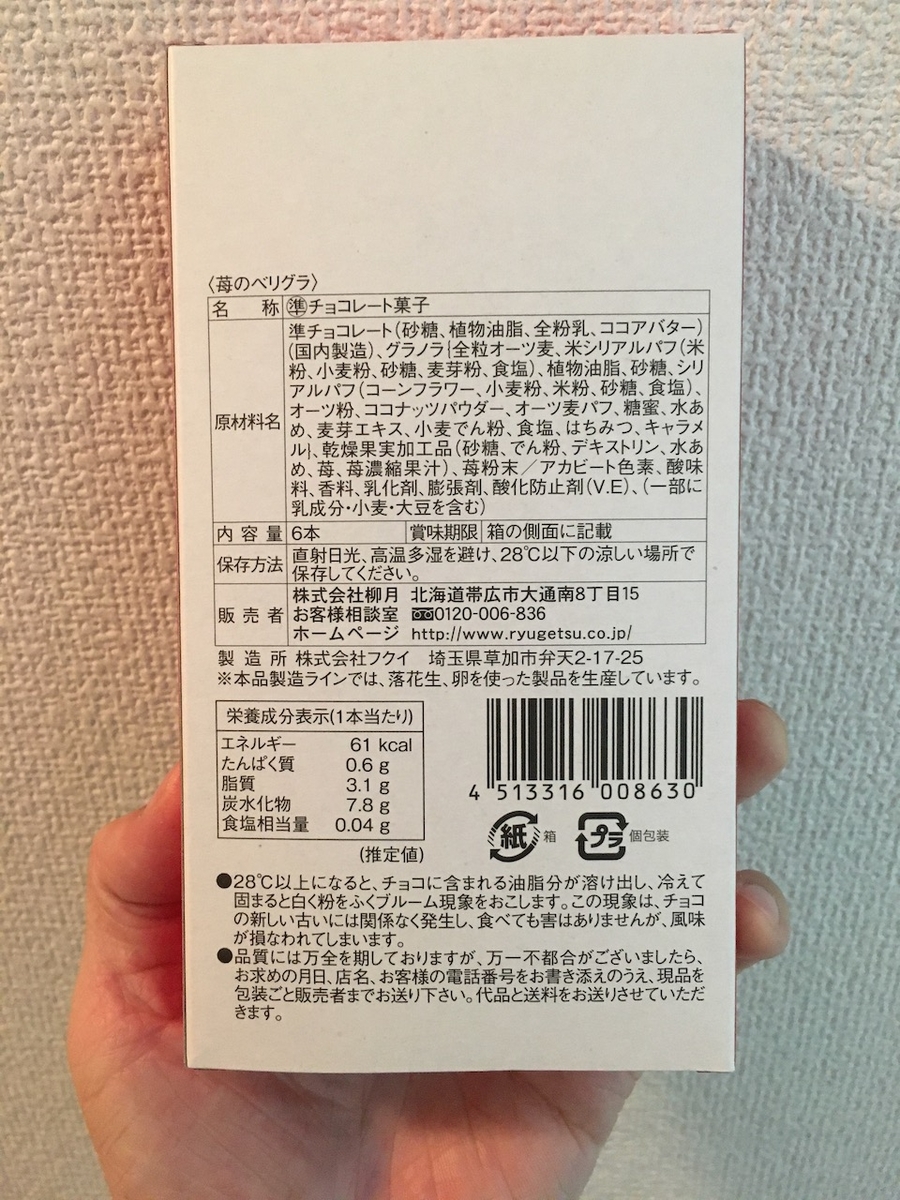 〈苺のベリグラ〉
名称 ㊜チョコレート菓子
原材料名 準チョコレート(砂糖、植物油脂、全粉乳、ココアバター)
(国内製造)、グラノラ{全粒オーツ麦、米シリアルパフ(米
粉、小麦粉、砂糖、麦芽粉、食塩)、植物油脂、砂糖、シリ
アルパフ(コーンフラワー、小麦粉、米粉、砂糖、食塩)、
オーツ粉、ココナッツパウダー、オーツ麦パフ、糖蜜、水あ
め、麦芽エキス、小麦でん粉、食塩、はちみつ、キャラメ
ル}、乾燥果実加工品(砂糖、でん粉、デキストリン、水あ
め、苺、苺濃縮果汁)、苺粉末/アカビート色素、酸味
料、香料、乳化剤、膨張剤、酸化防止剤(V.E)、(一部に
乳成分・小麦・大豆を含む)
内容量 6本 賞味期限 箱の側面に記載
保存方法 直射日光、高温多湿を避け、28℃以下の涼しい場所で
保存してください。
販売者 株式会社柳月 北海道帯広市大通南8丁目15
お客様相談室 0120-006-836
ホームページ http://www.ryugetsu.co.jp/
製造所 株式会社フクイ 埼玉県草加市弁天2-17-25
※本品製造ラインでは、落花生、卵を使った製品を生産しています。
栄養成分表示(1本当たり)
エネルギー 61 kcal
たんぱく質 0.6 g
脂質 3.1 g
炭水化物 7.8 g
食塩相当量 0.04 g
(推定値)
4 513316 008630
紙 箱 プラ 個包装
●28℃以上になると、チョコに含まれる油脂分が溶け出し、冷えて
固まると白く粉をふくブルーム現象をおこします。この現象は、チョコ
の新しい古いには関係なく発生し、食べても害はありませんが、風味
が損なわれてしまいます。
●品質には万全を期しておりますが、万一不都合がございましたら、
お求めの月日、店名、お客様の電話番号をお書き添えのうえ、現品を
包装ごと販売者までお送り下さい。代品と送料をお送りさせていただ
きます。